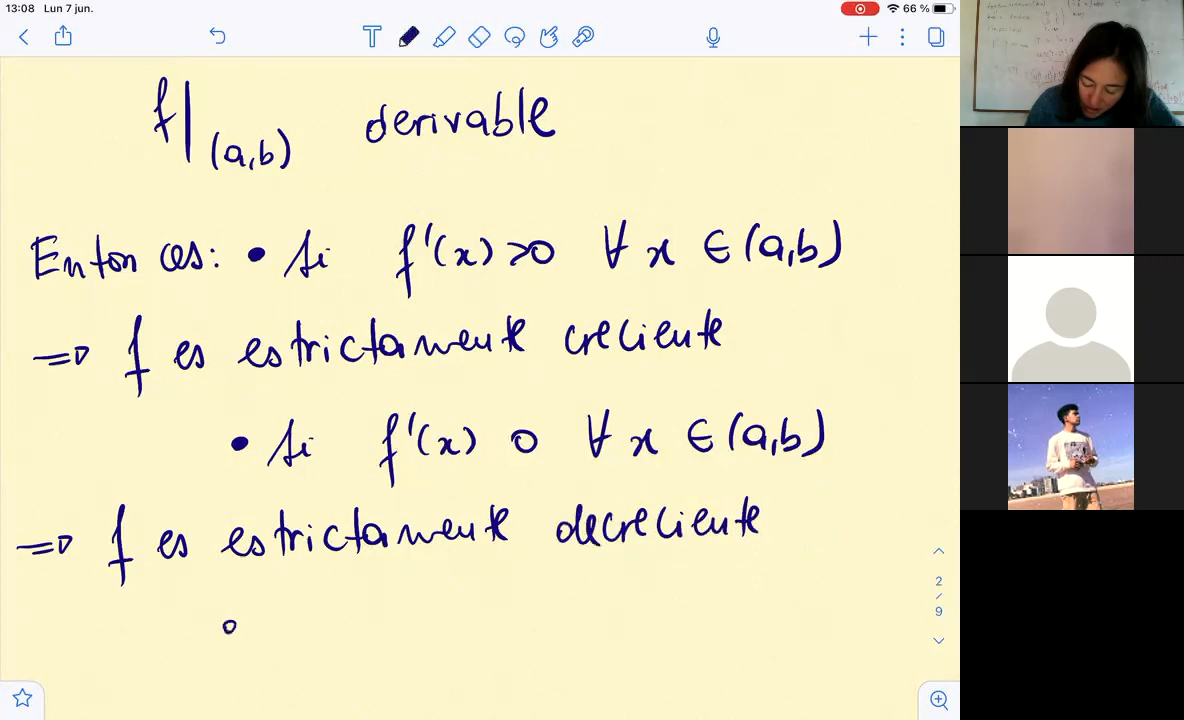 13:08 Lun 7 jun.
66 %
f|(a,b) derivable
Entonces: • Si f'(x)>0 ∀ x ∈ (a,b)
⇒ f es estrictamente creciente
• Si f'(x) 0 ∀ x ∈ (a,b)
⇒ f es estrictamente decreciente
2
/
9